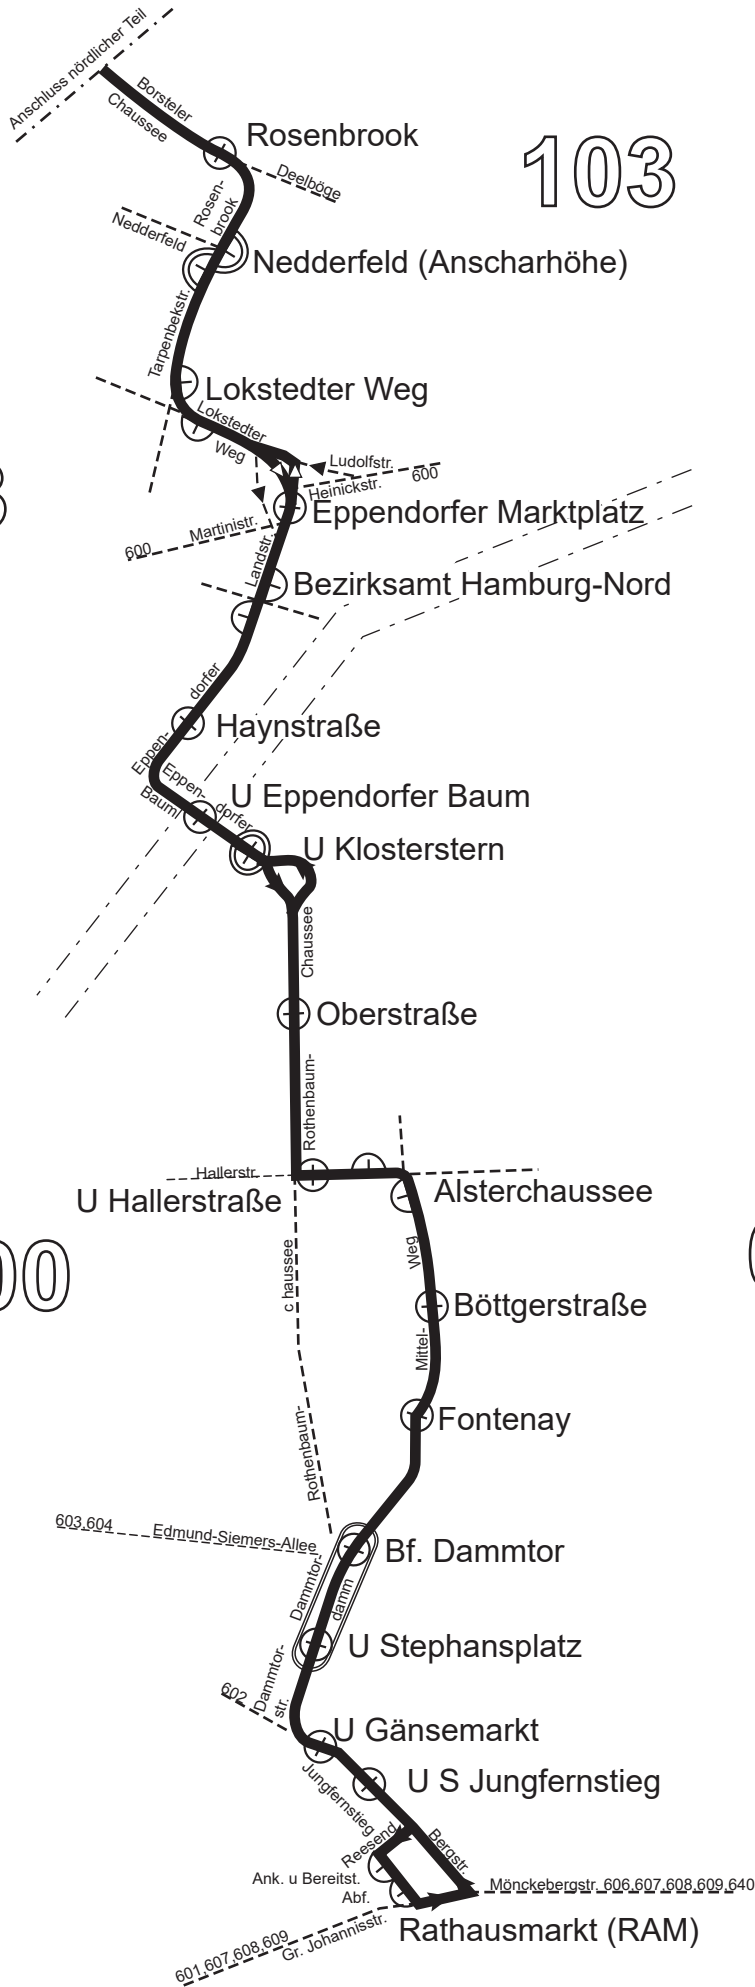 Anschluss nördlicher Teil
Borsteler
Chaussee
Rosenbrook
103
Deelböge
Rosen-
brook
Nedderfeld
Nedderfeld (Anscharhöhe)
Tarpenbekstr.
Lokstedter Weg
Lokstedter
Weg
Ludolfstr.
Heinickstr.
600
Eppendorfer Marktplatz
Martinistr.
600
Landstr.
Bezirksamt Hamburg-Nord
dorfer
Haynstraße
Eppen-
Eppen-
dorfer
Bauml
U Eppendorfer Baum
U Klosterstern
Chaussee
Oberstraße
Rothenbaum-
Hallerstr.
U Hallerstraße
Alsterchaussee
Weg
c haussee
00
Böttgerstraße
Mittel-
Fontenay
Rothenbaum-
603,604
Edmund-Siemers-Allee
Bf. Dammtor
Dammtor-
damm
U Stephansplatz
Dammtor-
str.
602
U Gänsemarkt
U S Jungfernstieg
Jungfernstieg
Reesend
Bergstr.
Ank. u Bereitst.
Abf.
Mönckebergstr. 606,607,608,609,640
Rathausmarkt (RAM)
Gr. Johannisstr.
601,607,608,609